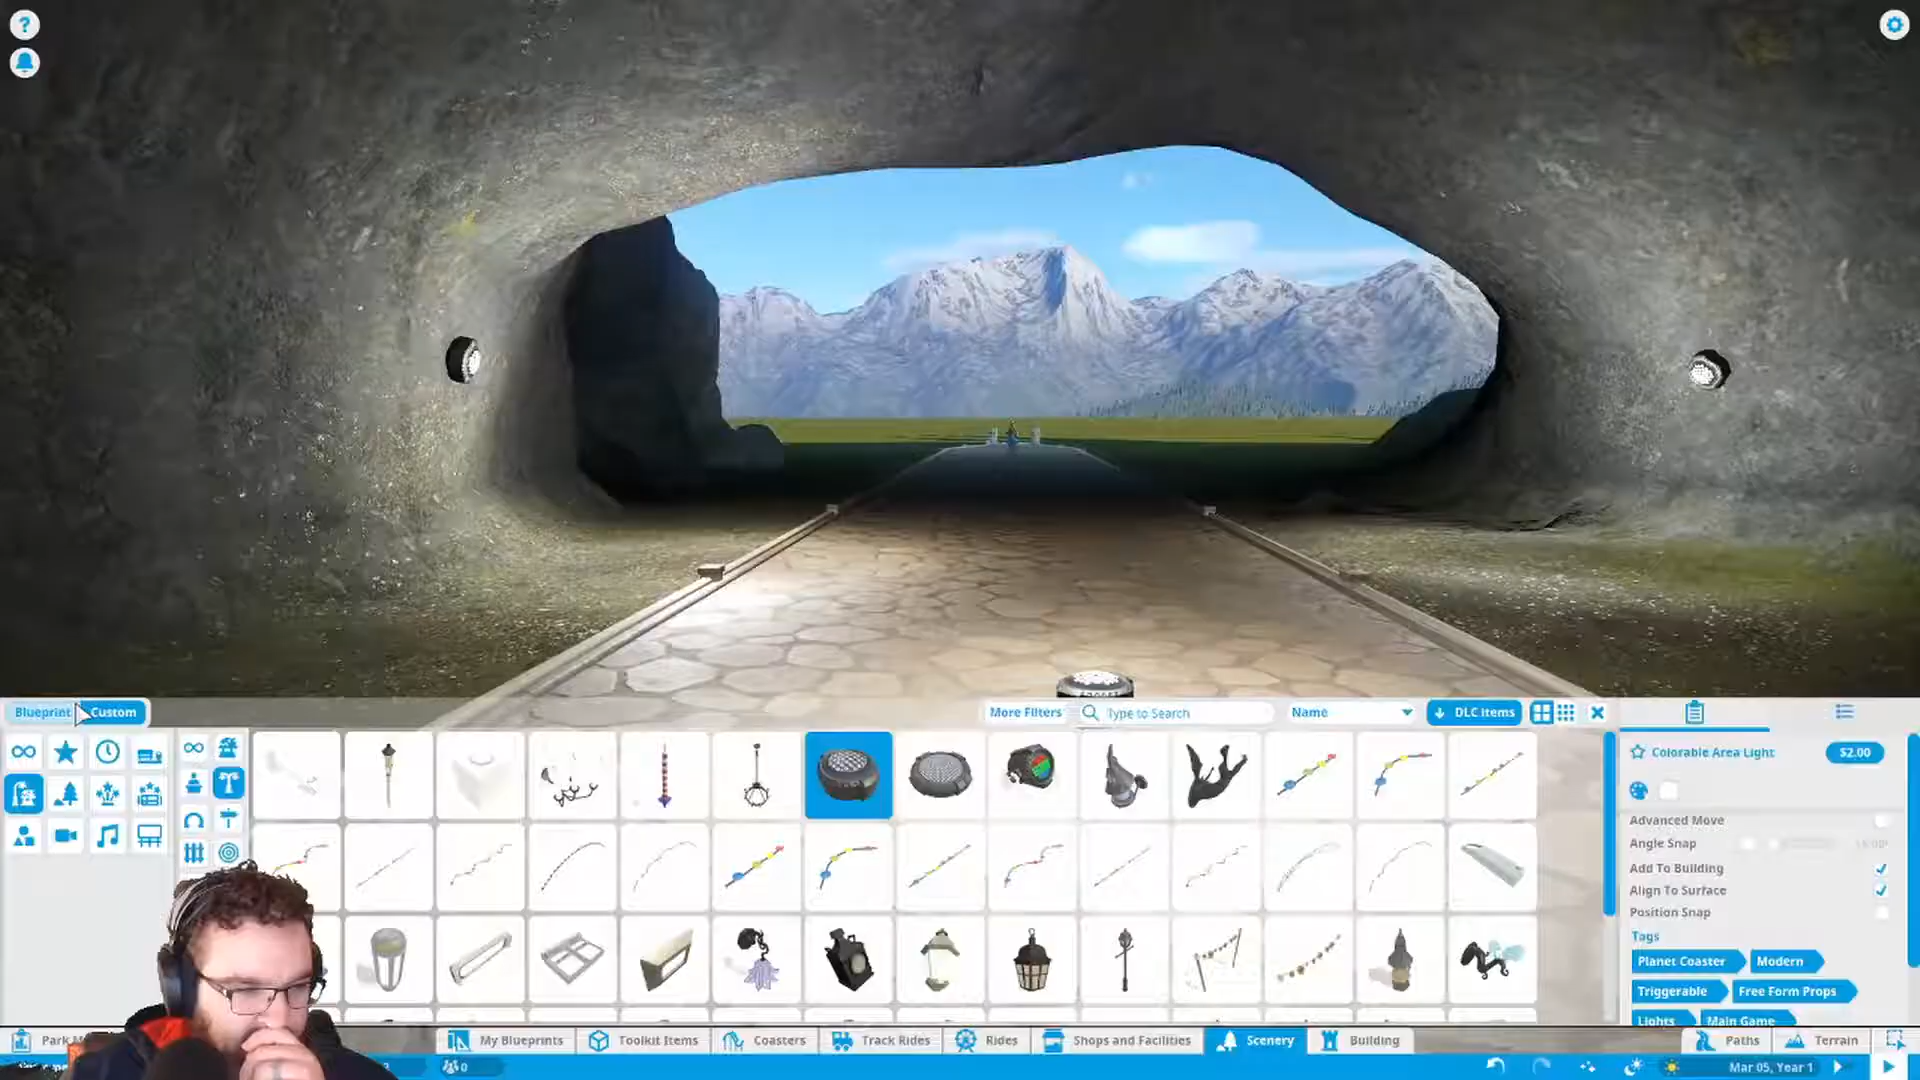 ?
Blueprint
Custom
More Filters
Type to Search
Name
DLC Items
Colorable Area Light
$2.00
Advanced Move
Angle Snap
Add To Building
Align To Surface
Position Snap
Tags
Planet Coaster
Modern
Triggerable
Free Form Props
Lights
Main Game
My Blueprints
Toolkit Items
Coasters
Track Rides
Rides
Shops and Facilities
Scenery
Building
Paths
Terrain
0
Mar 05, Year 1